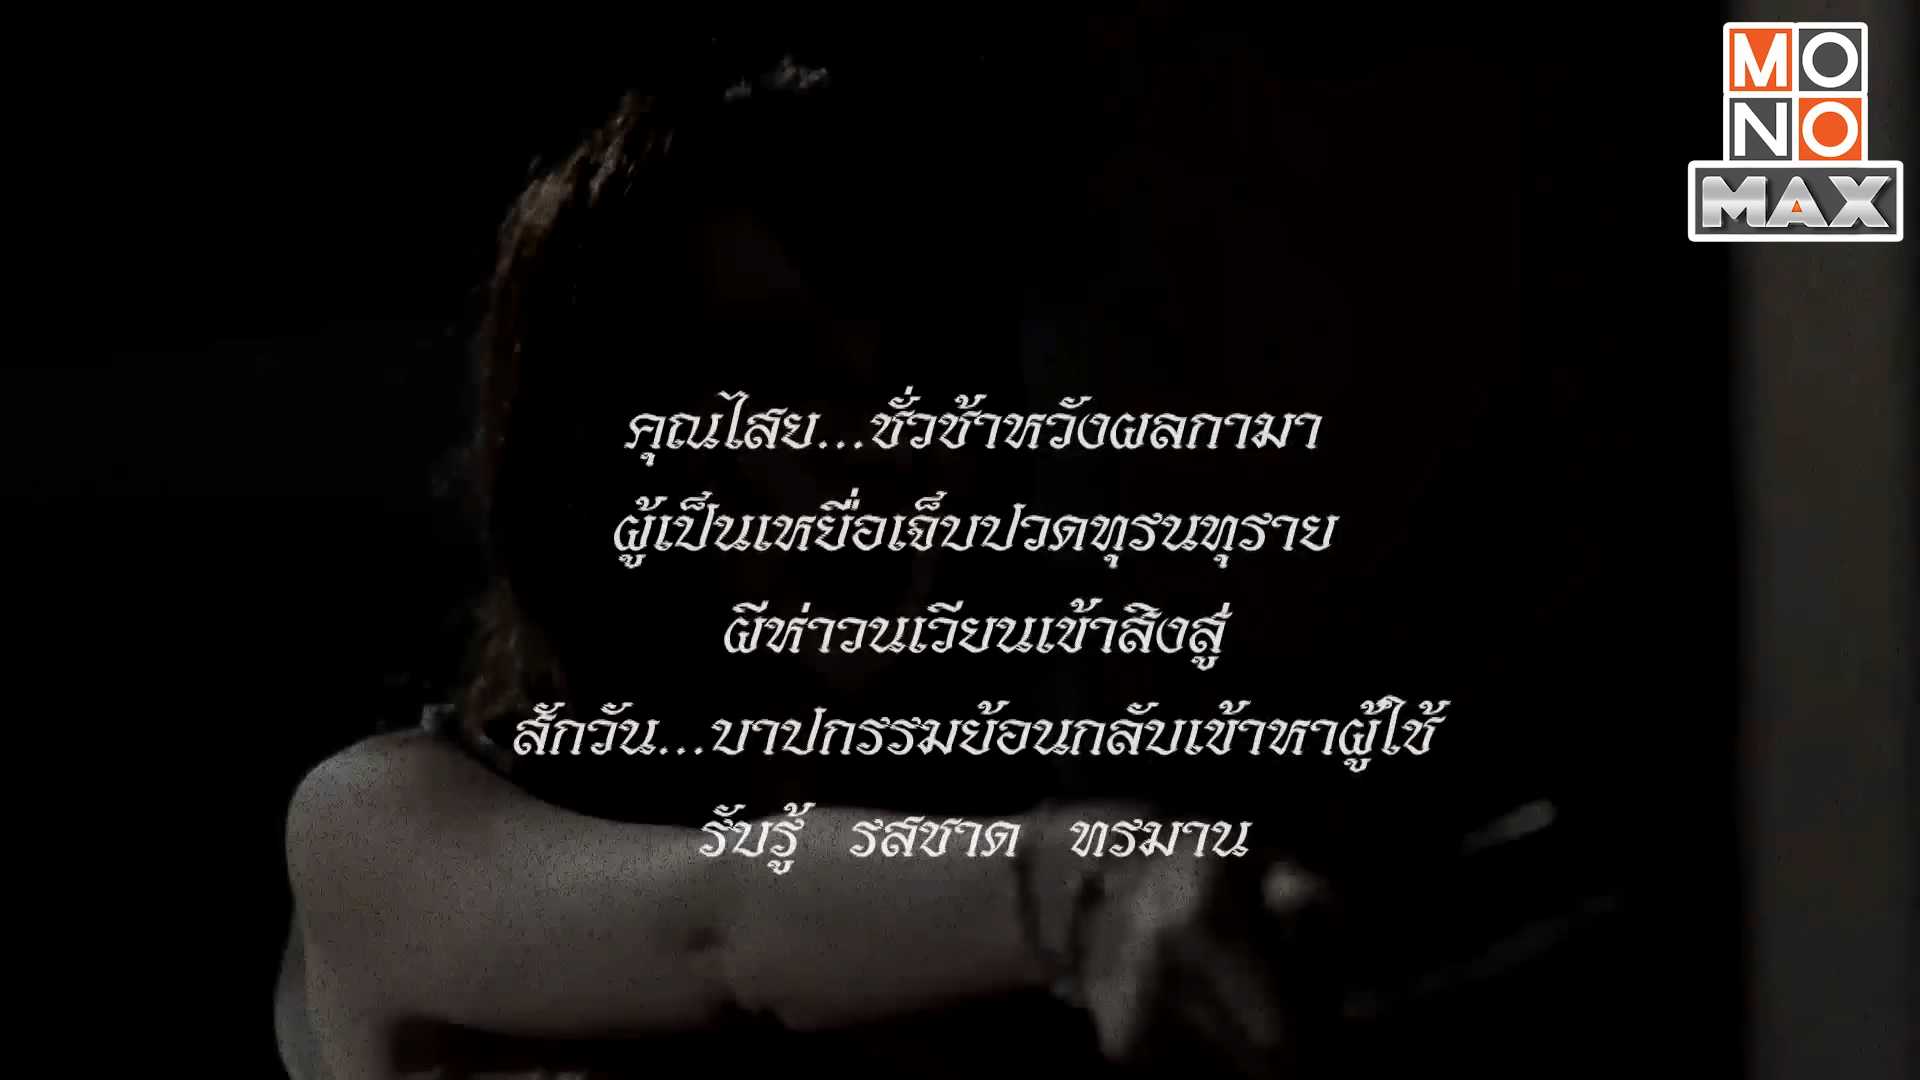 MONO
MAX
คุณไสย...ชั่วช้าหวังผลกามา
ผู้เป็นเหยื่อเจ็บปวดทุรนทุราย
ผีห่าวนเวียนเข้าสิงสู่
สักวัน...บาปกรรมย้อนกลับเข้าหาผู้ใช้
รับรู้ รสชาด ทรมาน